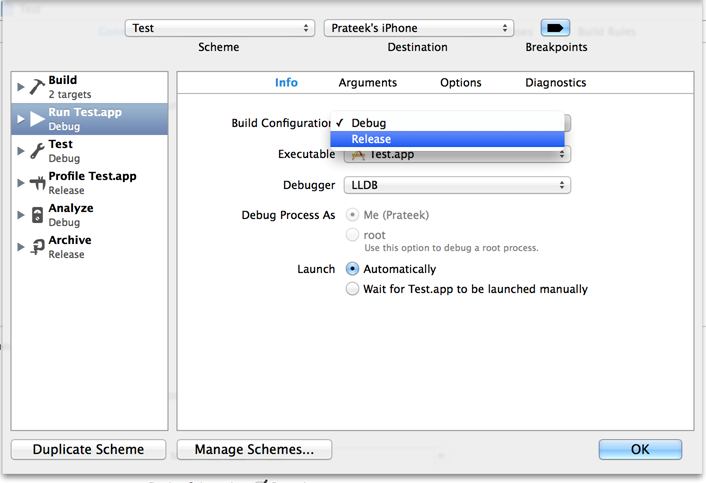 Test
Prateek's iPhone
Scheme
Destination
Breakpoints
Build Rules
Build
2 targets
Run Test.app
Debug
Test
Debug
Profile Test.app
Release
Analyze
Debug
Archive
Release
Info
Arguments
Options
Diagnostics
Build Configuration
Debug
Release
Executable
Test.app
Debugger
LLDB
Debug Process As
Me (Prateek)
root
Use this option to debug a root process.
Launch
Automatically
Wait for Test.app to be launched manually
Duplicate Scheme
Manage Schemes...
OK